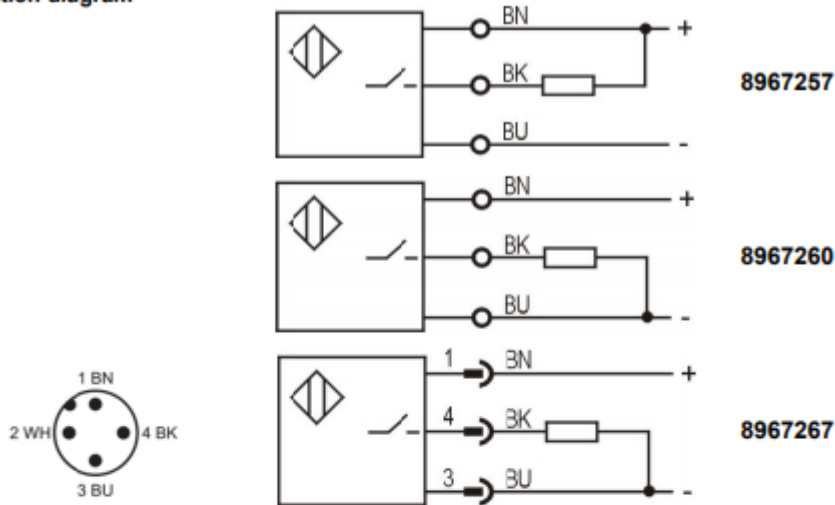 BN
+
BK
8967257
BU
-
BN
+
BK
8967260
BU
-
1 BN
+
4 BK
8967267
3 BU
-
1 BN
2 WH 4 BK
3 BU